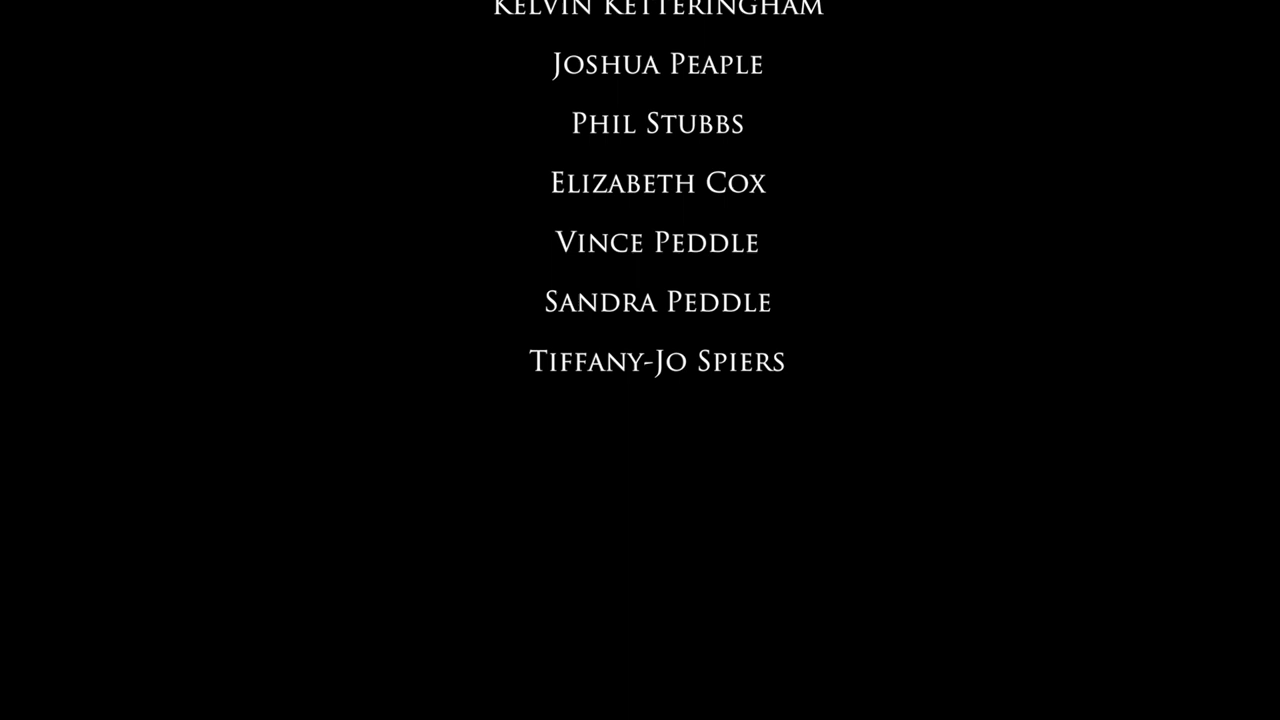 Kelvin Ketteringham
Joshua Peaple
Phil Stubbs
Elizabeth Cox
Vince Peddle
Sandra Peddle
Tiffany-Jo Spiers